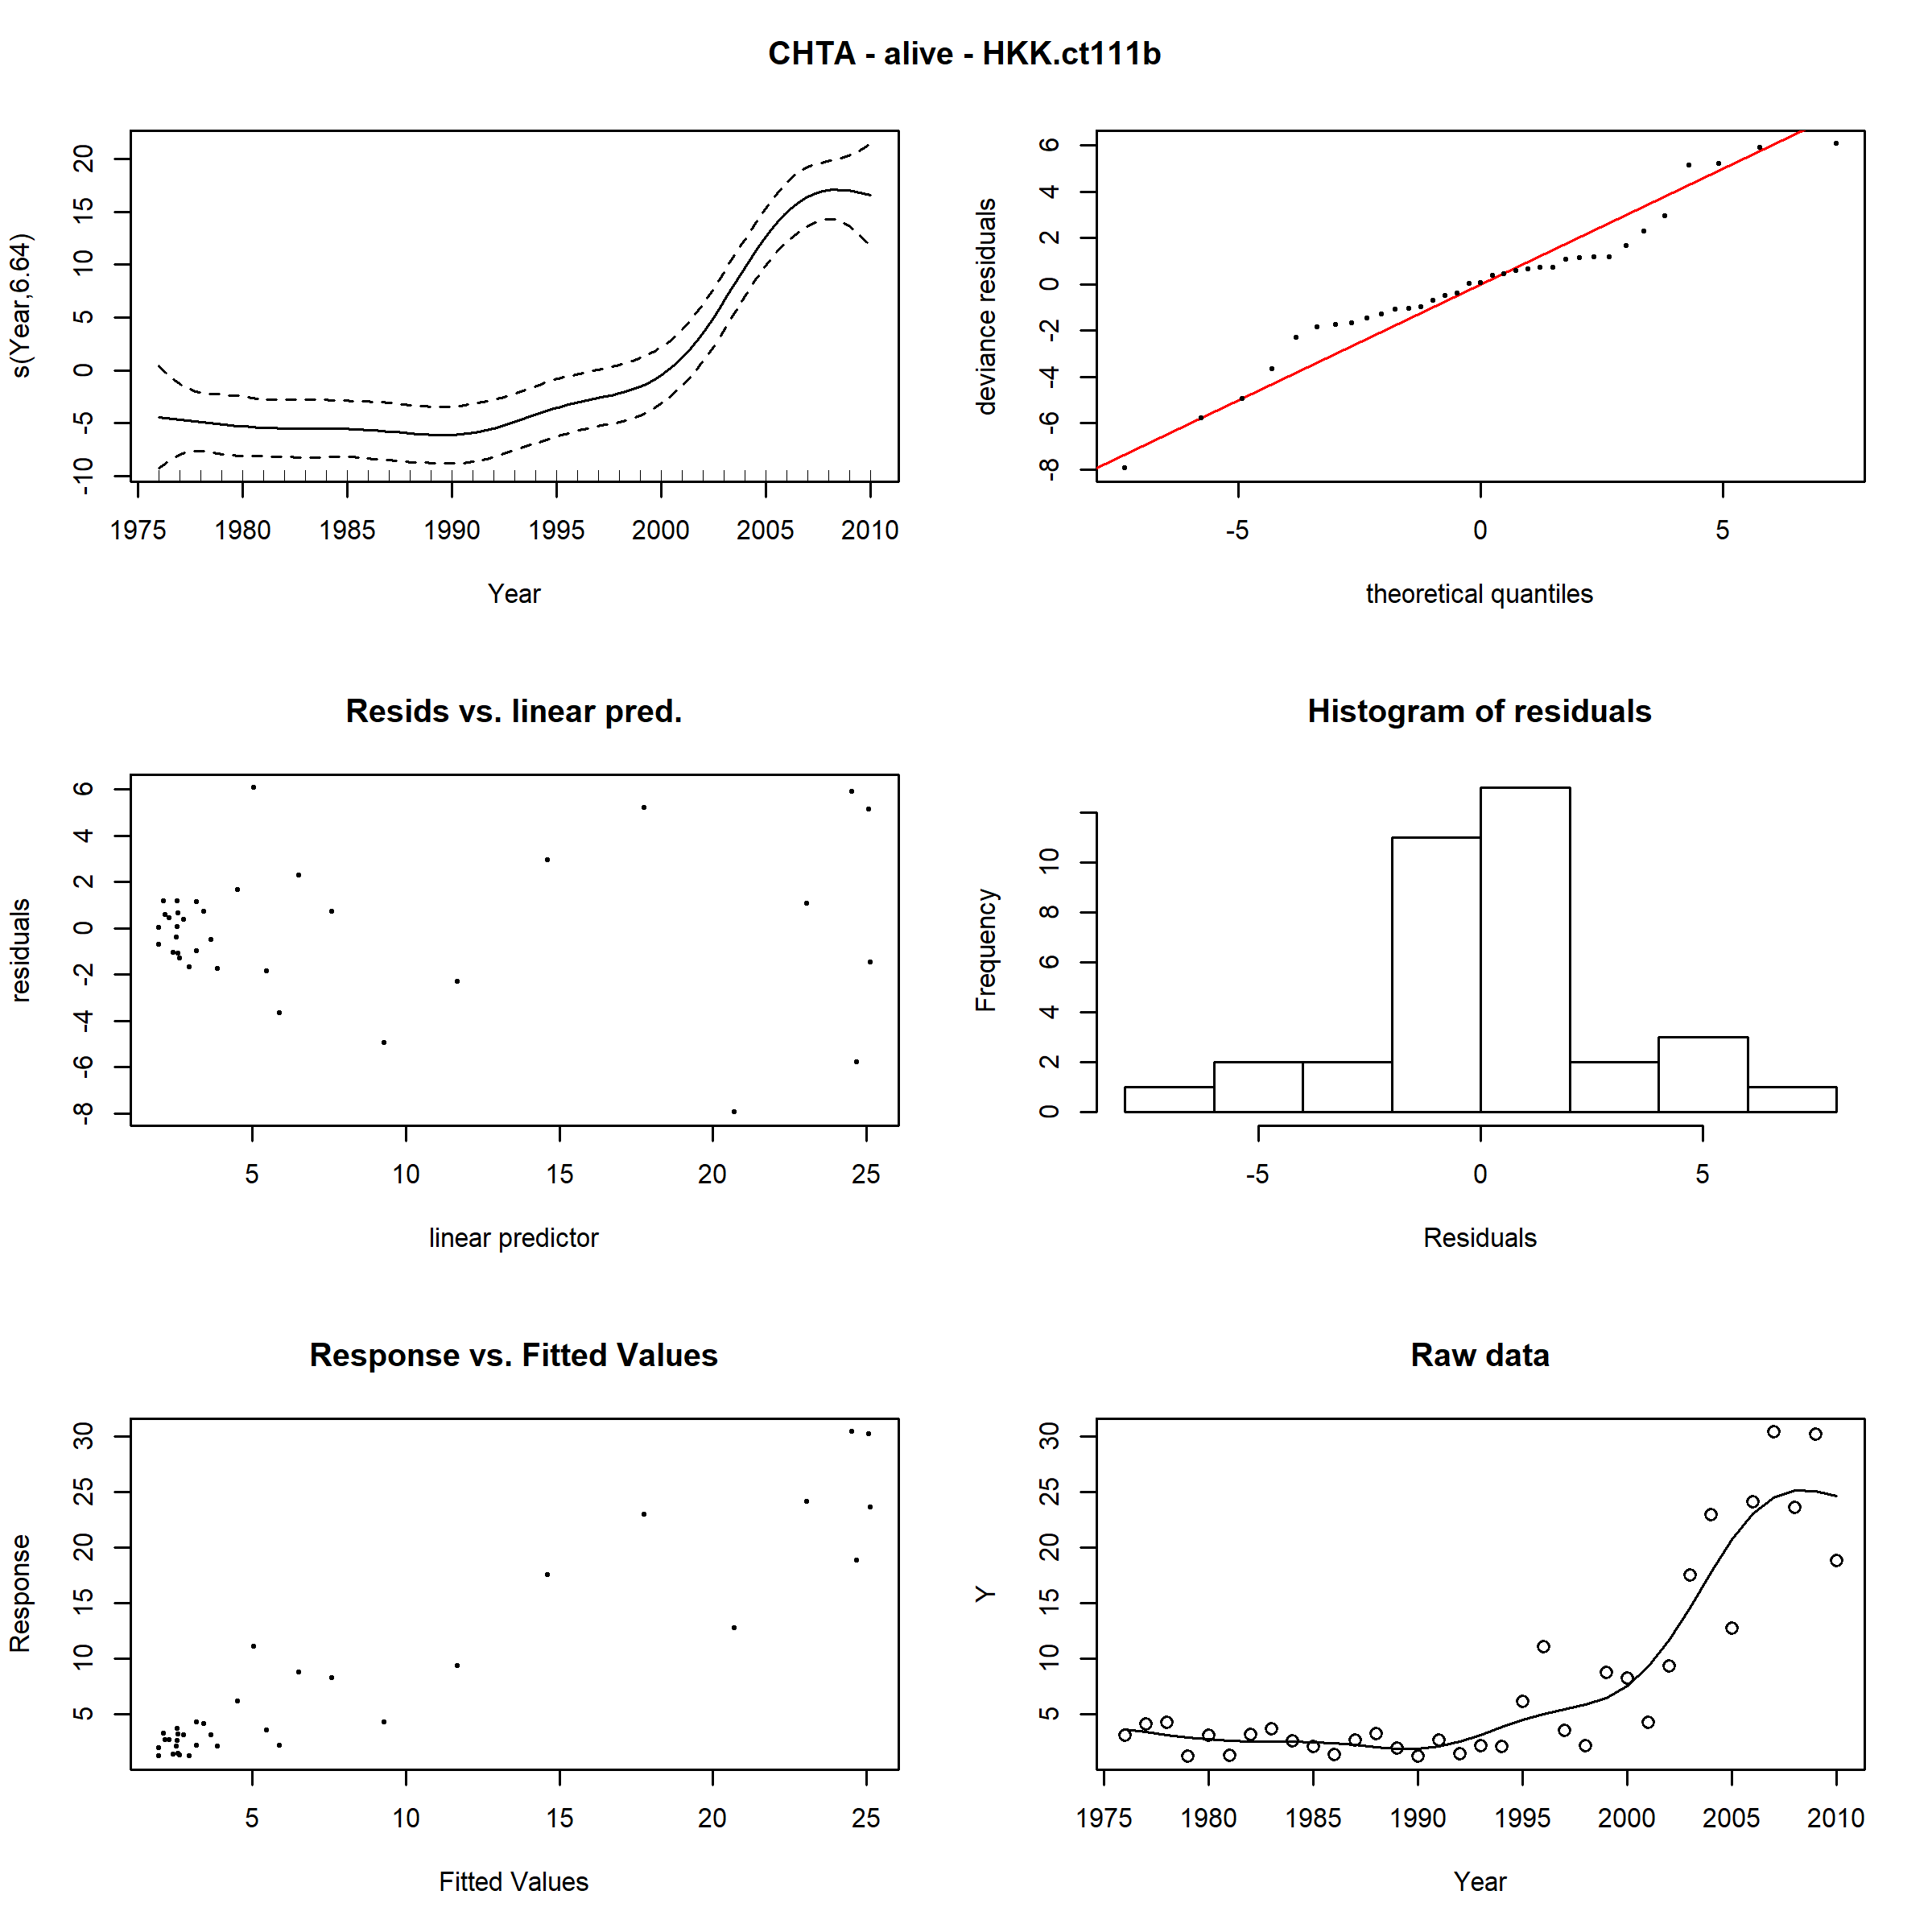 CHTA - alive - HKK.ct111b
s(Year,6.64)
20
15
10
5
0
-5
-10
1975 1980 1985 1990 1995 2000 2005 2010
Year
deviance residuals
6
4
2
0
-2
-4
-6
-8
-5 0 5
theoretical quantiles
Resids vs. linear pred.
residuals
6
4
2
0
-2
-4
-6
-8
5 10 15 20 25
linear predictor
Histogram of residuals
Frequency
10
8
6
4
2
0
-5 0 5
Residuals
Response vs. Fitted Values
Response
30
25
20
15
10
5
5 10 15 20 25
Fitted Values
Raw data
Y
30
25
20
15
10
5
1975 1980 1985 1990 1995 2000 2005 2010
Year